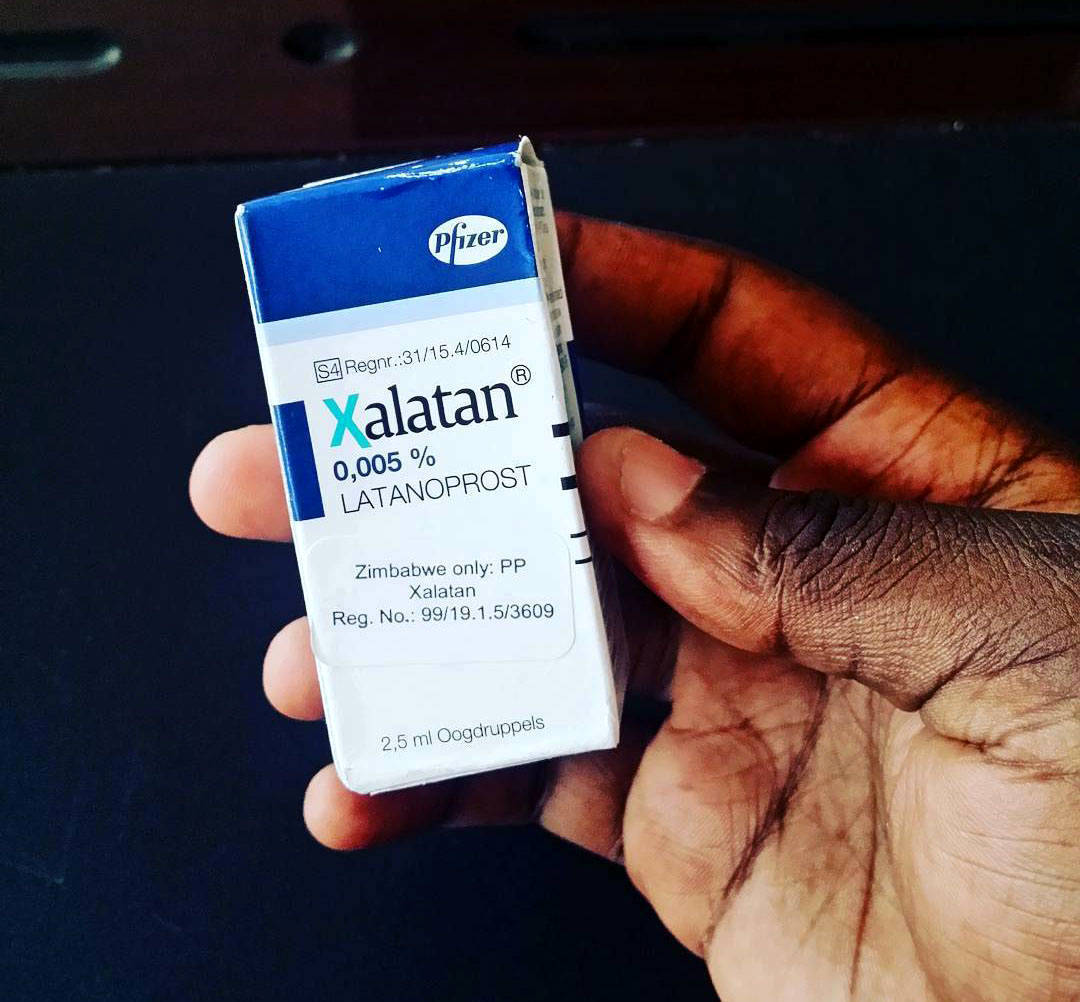 Pfizer
S4 Regnr.:31/15.4/0614
Xalatan®
0,005 %
LATANOPROST
Zimbabwe only: PP
Xalatan
Reg. No.: 99/19.1.5/3609
2,5 ml Oogdruppels